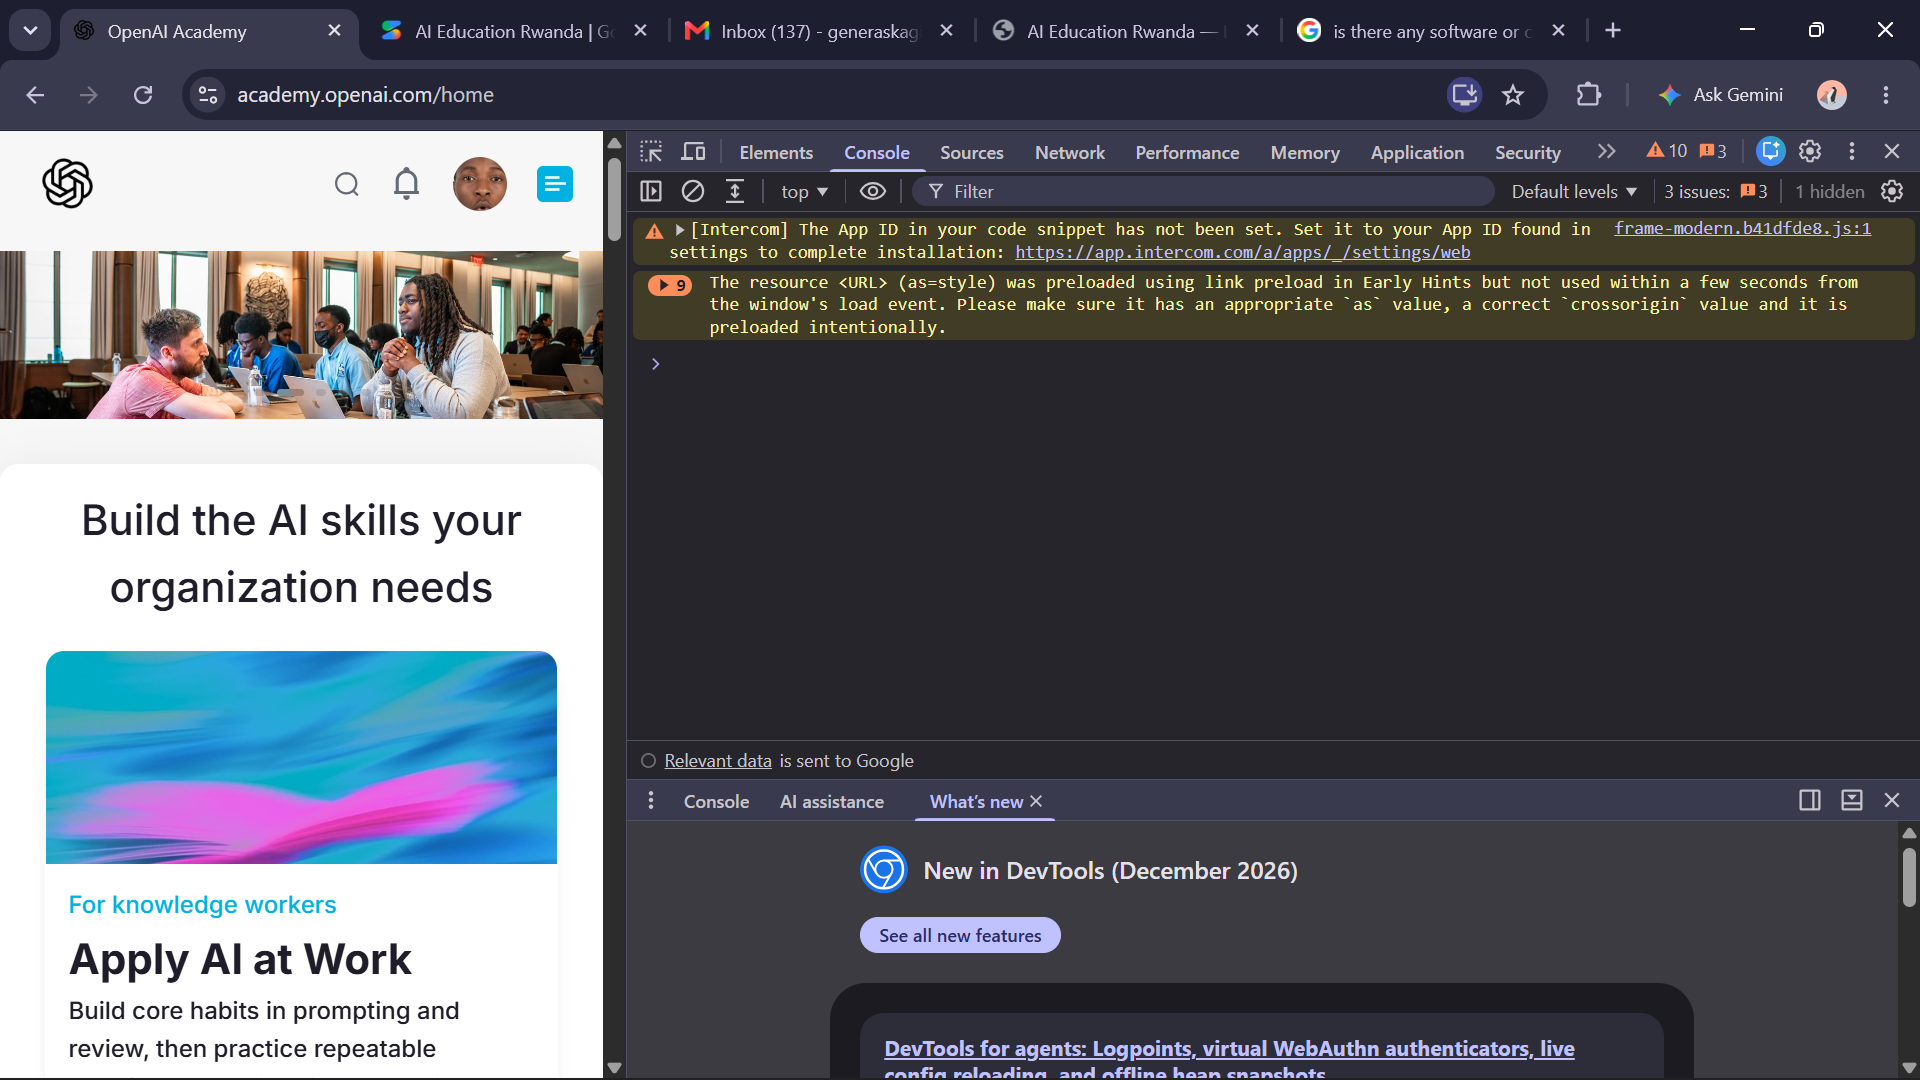 OpenAI Academy
AI Education Rwanda | G
Inbox (137) - generaskag
AI Education Rwanda —
is there any software or
academy.openai.com/home
Ask Gemini
Elements
Console
Sources
Network
Performance
Memory
Application
Security
10
3
top
Filter
Default levels
3 issues:
3
1 hidden
[Intercom] The App ID in your code snippet has not been set. Set it to your App ID found in
frame-modern.b41dfde8.js:1
settings to complete installation: https://app.intercom.com/a/apps/_/settings/web
9
The resource <URL> (as=style) was preloaded using link preload in Early Hints but not used within a few seconds from
the window's load event. Please make sure it has an appropriate `as` value, a correct `crossorigin` value and it is
preloaded intentionally.
Build the AI skills your
organization needs
For knowledge workers
Apply AI at Work
Build core habits in prompting and
review, then practice repeatable
Relevant data is sent to Google
Console
AI assistance
What's new
New in DevTools (December 2026)
See all new features
DevTools for agents: Logpoints, virtual WebAuthn authenticators, live
config reloading, and offline heap snapshots